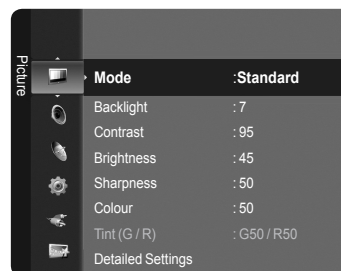 Picture
Mode :Standard
Backlight : 7
Contrast : 95
Brightness : 45
Sharpness : 50
Colour : 50
Tint (G / R) : G50 / R50
Detailed Settings